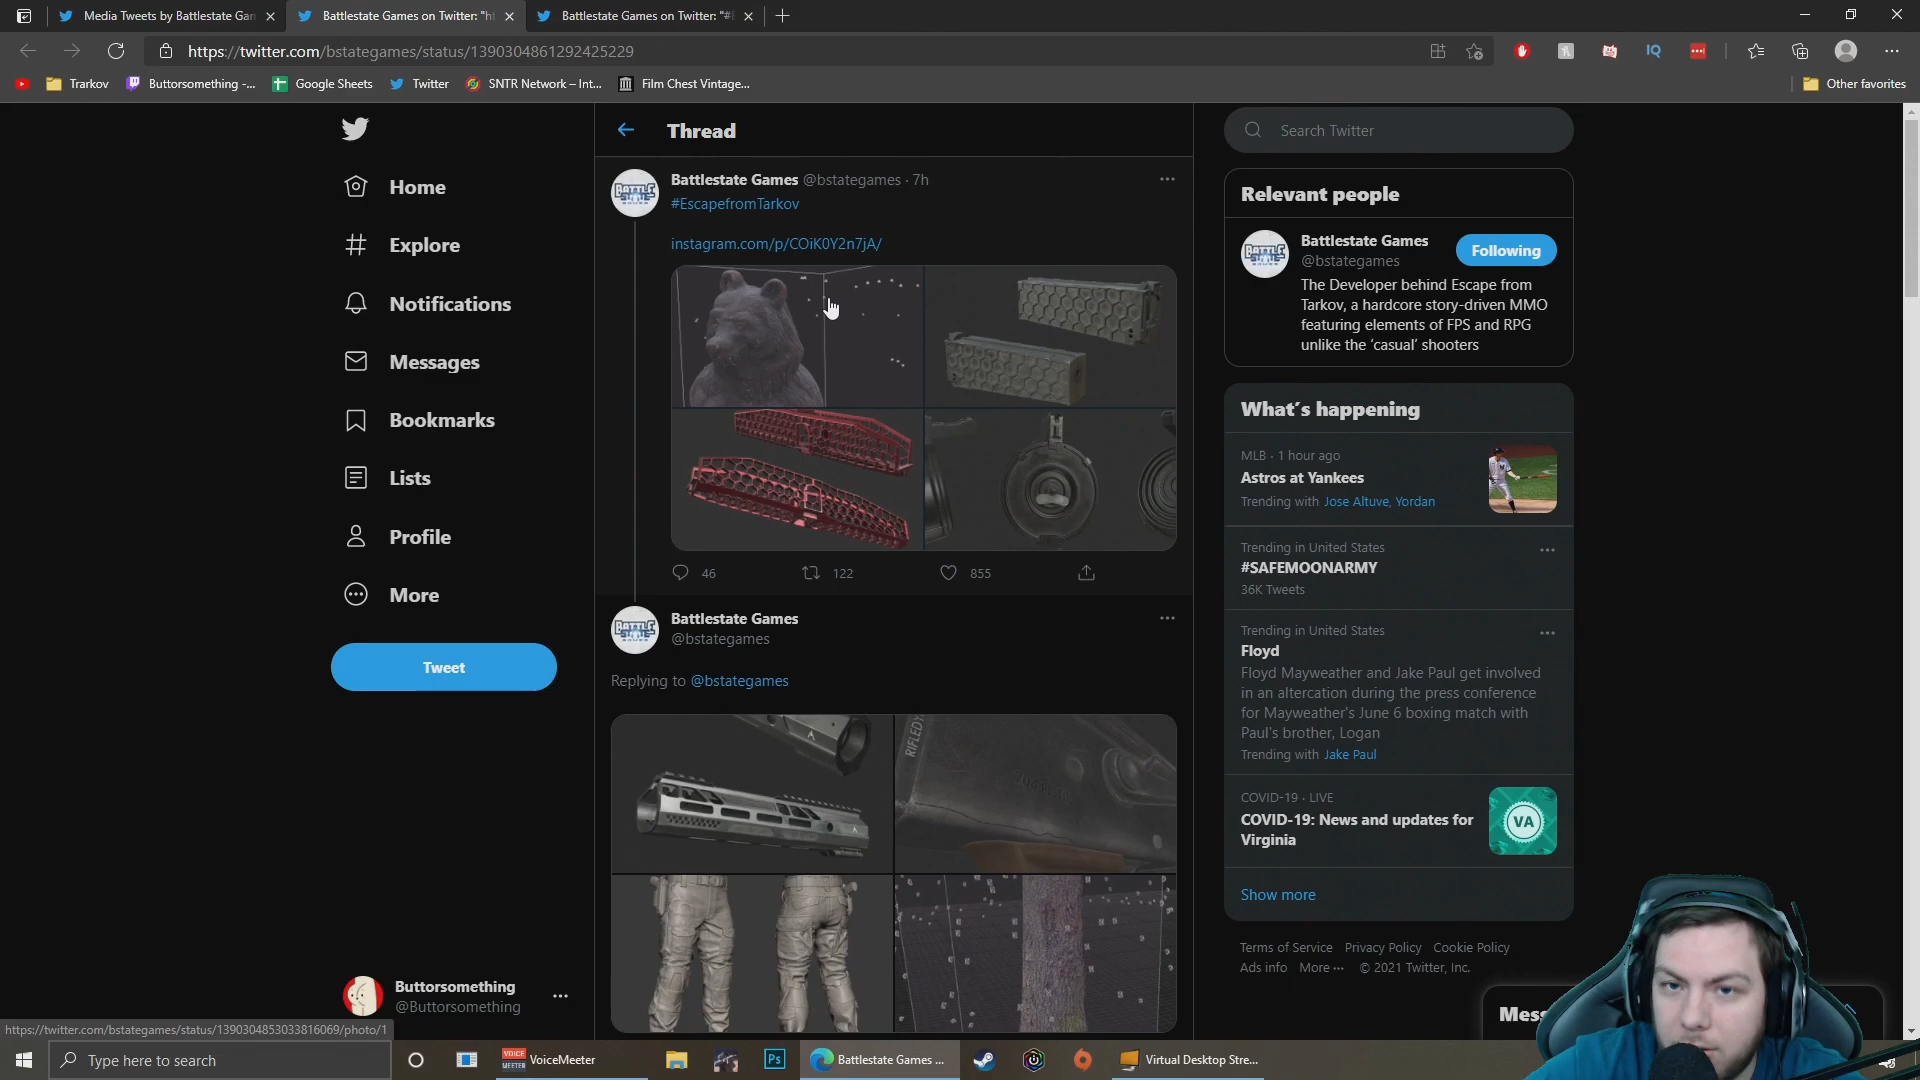 Media Tweets by Battlestate Gar
Battlestate Games on Twitter: "ht
Battlestate Games on Twitter: "#E
https://twitter.com/bstategames/status/1390304861292425229
Trarkov
Buttorsomething -...
Google Sheets
Twitter
SNTR Network – Int...
Film Chest Vintage...
Other favorites
Home
Explore
Notifications
Messages
Bookmarks
Lists
Profile
More
Tweet
Buttorsomething
@Buttorsomething
Thread
Battlestate Games @bstategames · 7h
#EscapefromTarkov
instagram.com/p/COiK0Y2n7jA/
46
122
855
Battlestate Games
@bstategames
Replying to @bstategames
Search Twitter
Relevant people
Battlestate Games
@bstategames
Following
The Developer behind Escape from
Tarkov, a hardcore story-driven MMO
featuring elements of FPS and RPG
unlike the ‘casual’ shooters
What’s happening
MLB · 1 hour ago
Astros at Yankees
Trending with Jose Altuve, Yordan
Trending in United States
#SAFEMOONARMY
36K Tweets
Trending in United States
Floyd
Floyd Mayweather and Jake Paul get involved
in an altercation during the press conference
for Mayweather's June 6 boxing match with
Paul's brother, Logan
Trending with Jake Paul
COVID-19 · LIVE
COVID-19: News and updates for
Virginia
VA
Show more
Terms of Service Privacy Policy Cookie Policy
Ads info More ··· © 2021 Twitter, Inc.
Mess
https://twitter.com/bstategames/status/1390304853033816069/photo/1
Type here to search
VOICE
MEETER
VoiceMeeter
Ps
Battlestate Games ...
Virtual Desktop Stre...